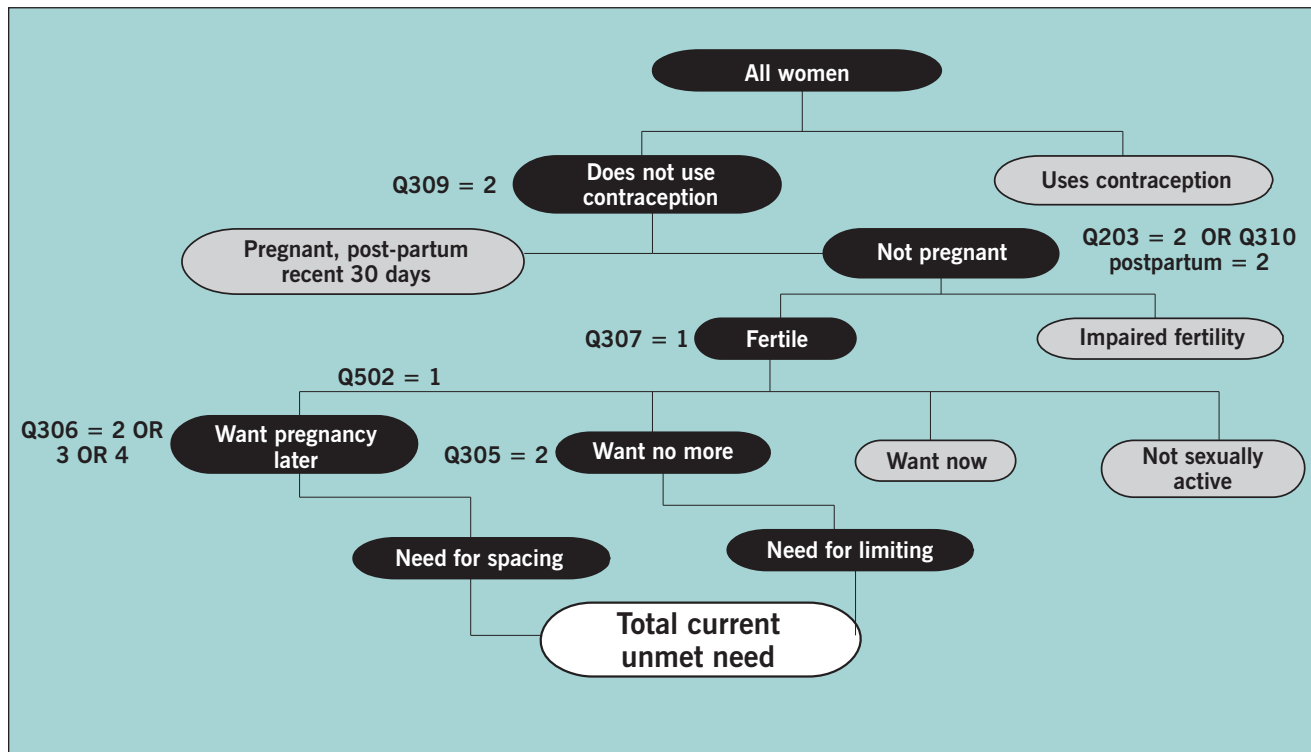 All women
Q309 = 2
Does not use
contraception
Uses contraception
Pregnant, post-partum
recent 30 days
Not pregnant
Q203 = 2 OR Q310
postpartum = 2
Q307 = 1
Fertile
Impaired fertility
Q502 = 1
Q306 = 2 OR
3 OR 4
Want pregnancy
later
Q305 = 2
Want no more
Want now
Not sexually
active
Need for spacing
Need for limiting
Total current
unmet need